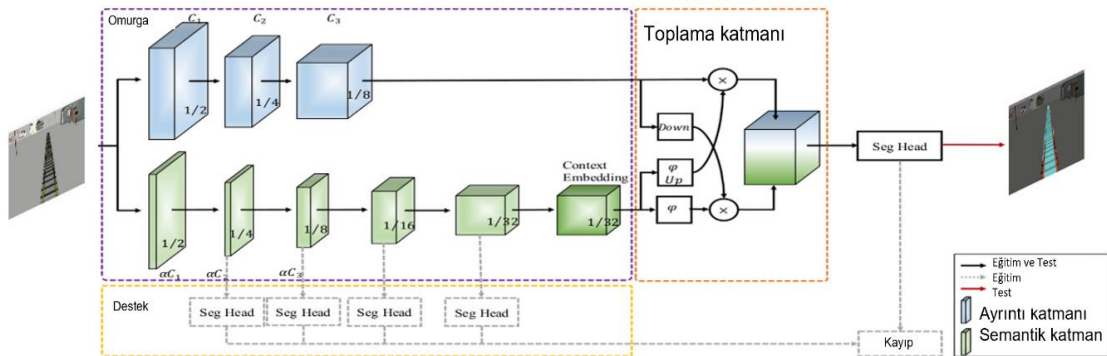 Omurga
C₁
C₂
C₃
1/2
1/4
1/8
Toplama katmanı
×
Down
φ
Up
φ
×
Seg Head
Context
Embedding
1/2
1/4
1/8
1/16
1/32
1/32
αC₁
αC₂
αC₃
Destek
Seg Head
Seg Head
Seg Head
Seg Head
Kayıp
Eğitim ve Test
Eğitim
Test
Ayrıntı katmanı
Semantik katman